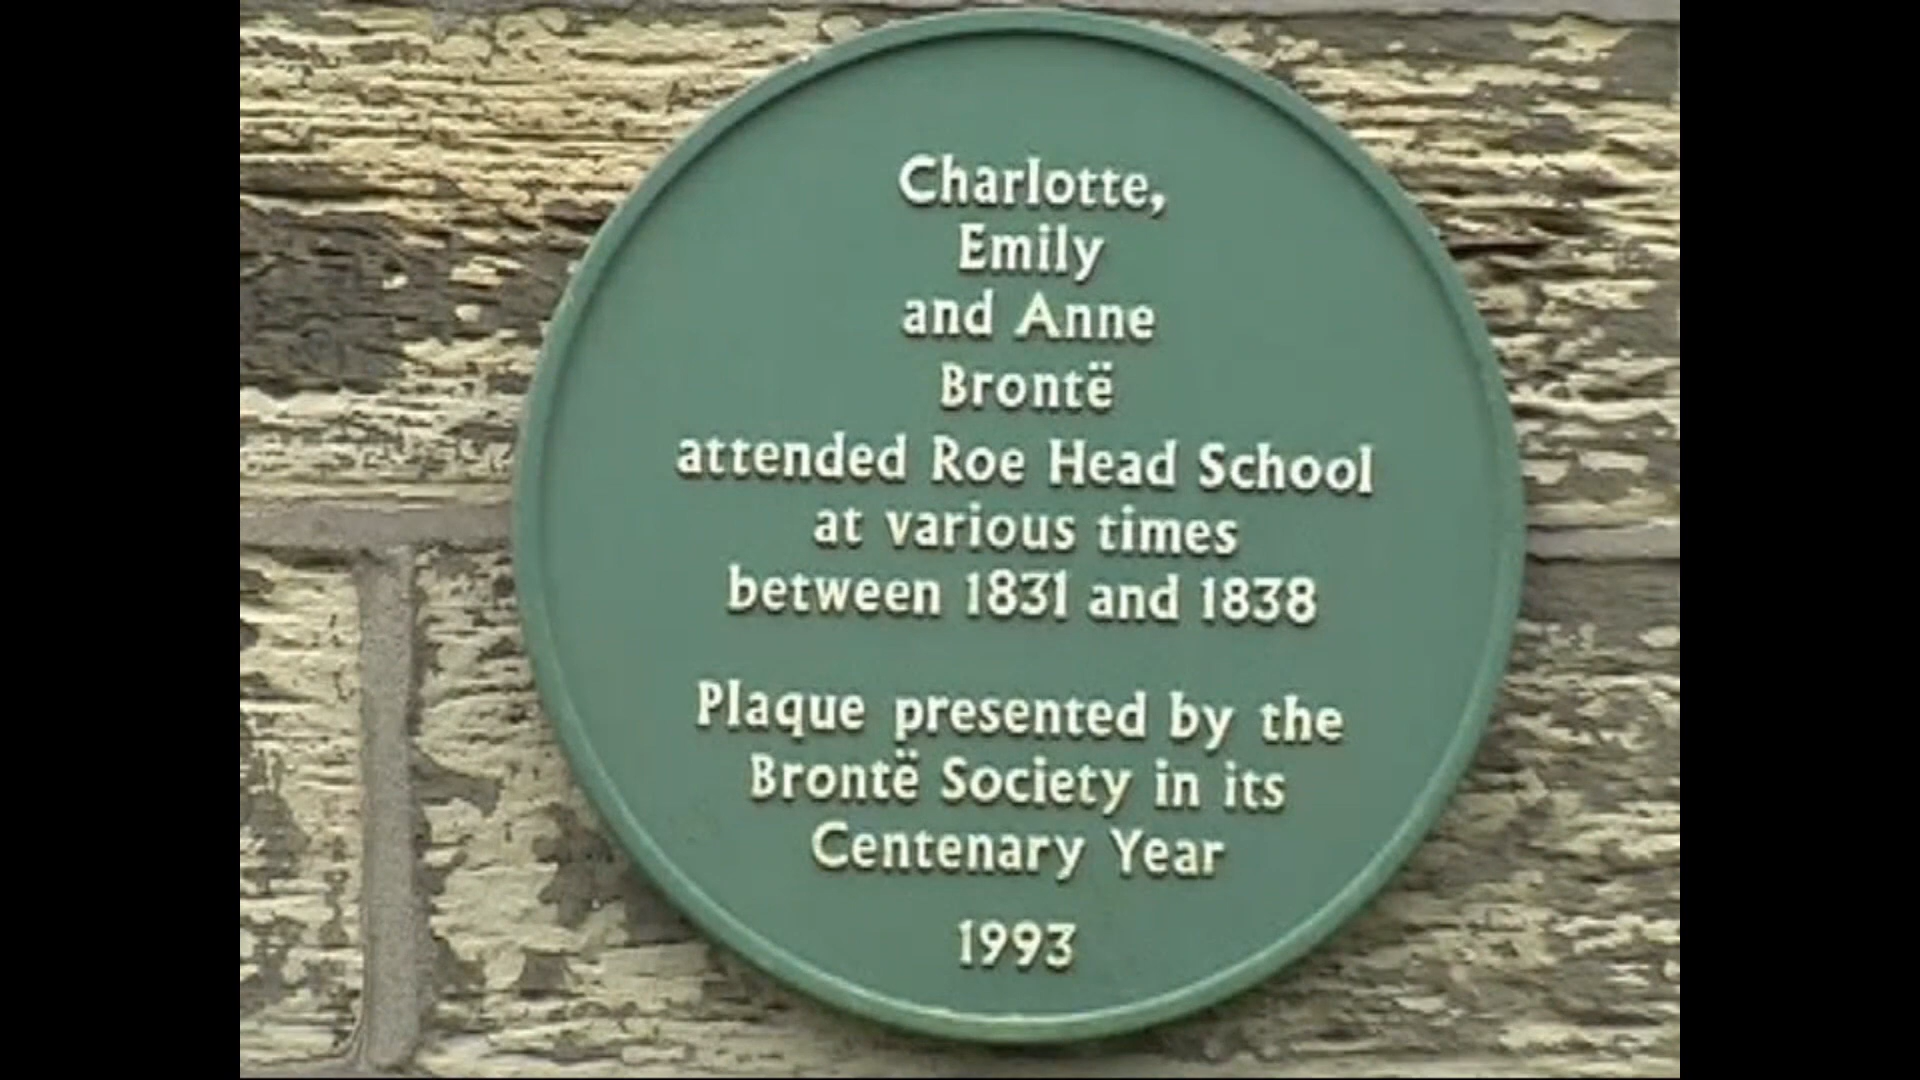 Charlotte,
Emily
and Anne
Brontë
attended Roe Head School
at various times
between 1831 and 1838
Plaque presented by the
Brontë Society in its
Centenary Year
1993